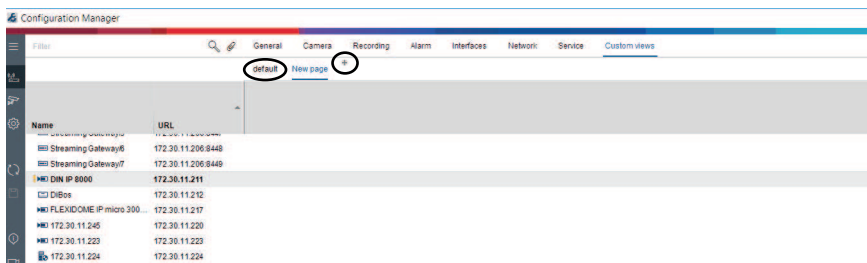 Configuration Manager
Filter General Camera Recording Alarm Interfaces Network Service Custom views
default New page +
Name URL
Streaming Gateway/6 172.30.11.206:8448
Streaming Gateway/7 172.30.11.206:8449
DIN IP 8000 172.30.11.211
DiBos 172.30.11.212
FLEXIDOME IP micro 300... 172.30.11.217
172.30.11.245 172.30.11.220
172.30.11.223 172.30.11.223
172.30.11.224 172.30.11.224